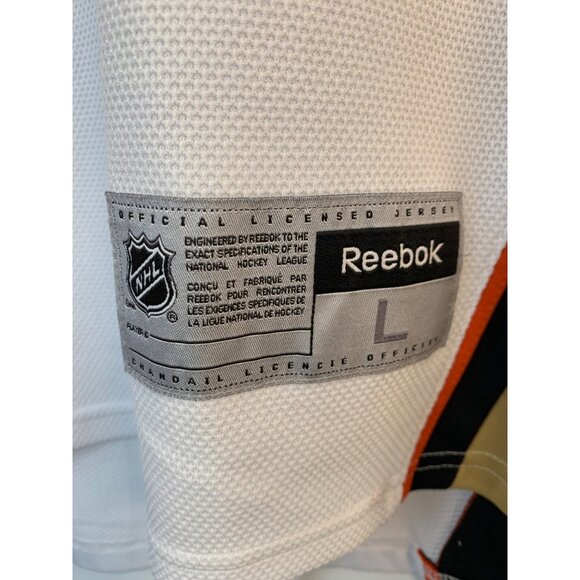 OFFICIAL LICENSED JERSEY
NHL
®
ENGINEERED BY REEBOK TO THE
EXACT SPECIFICATIONS OF THE
NATIONAL HOCKEY LEAGUE
CONÇU ET FABRIQUÉ PAR
REEBOK POUR RENCONTRER
LES EXIGENCES SPÉCIFIQUES DE
LA LIGUE NATIONALE DE HOCKEY
Reebok
L
CHANDAIL LICENCIÉ OFFICIEL